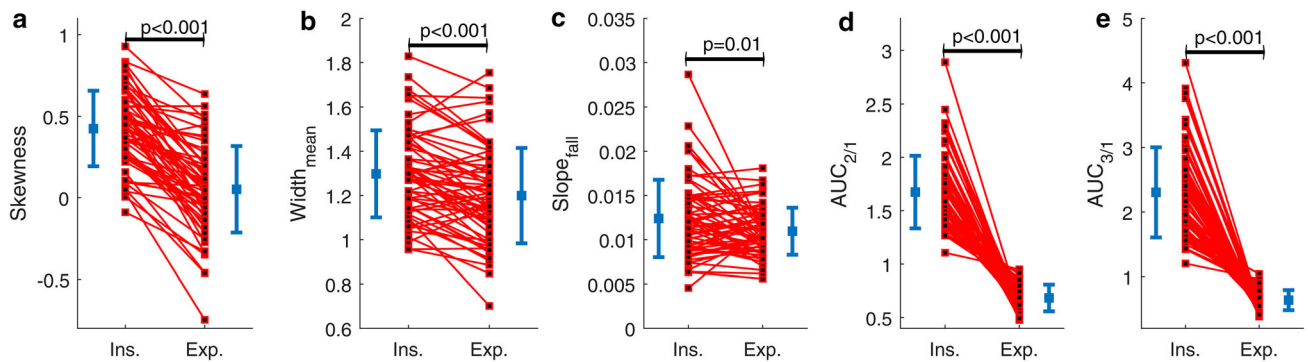 a
p<0.001
1
0.5
0
-0.5
Skewness
Ins. Exp.
b
p<0.001
2
1.8
1.6
1.4
1.2
1
0.8
0.6
Width_mean
Ins. Exp.
c
p=0.01
0.035
0.03
0.025
0.02
0.015
0.01
0.005
0
Slope_fall
Ins. Exp.
d
p<0.001
3
2.5
2
1.5
1
0.5
AUC_2/1
Ins. Exp.
e
p<0.001
5
4
3
2
1
AUC_3/1
Ins. Exp.